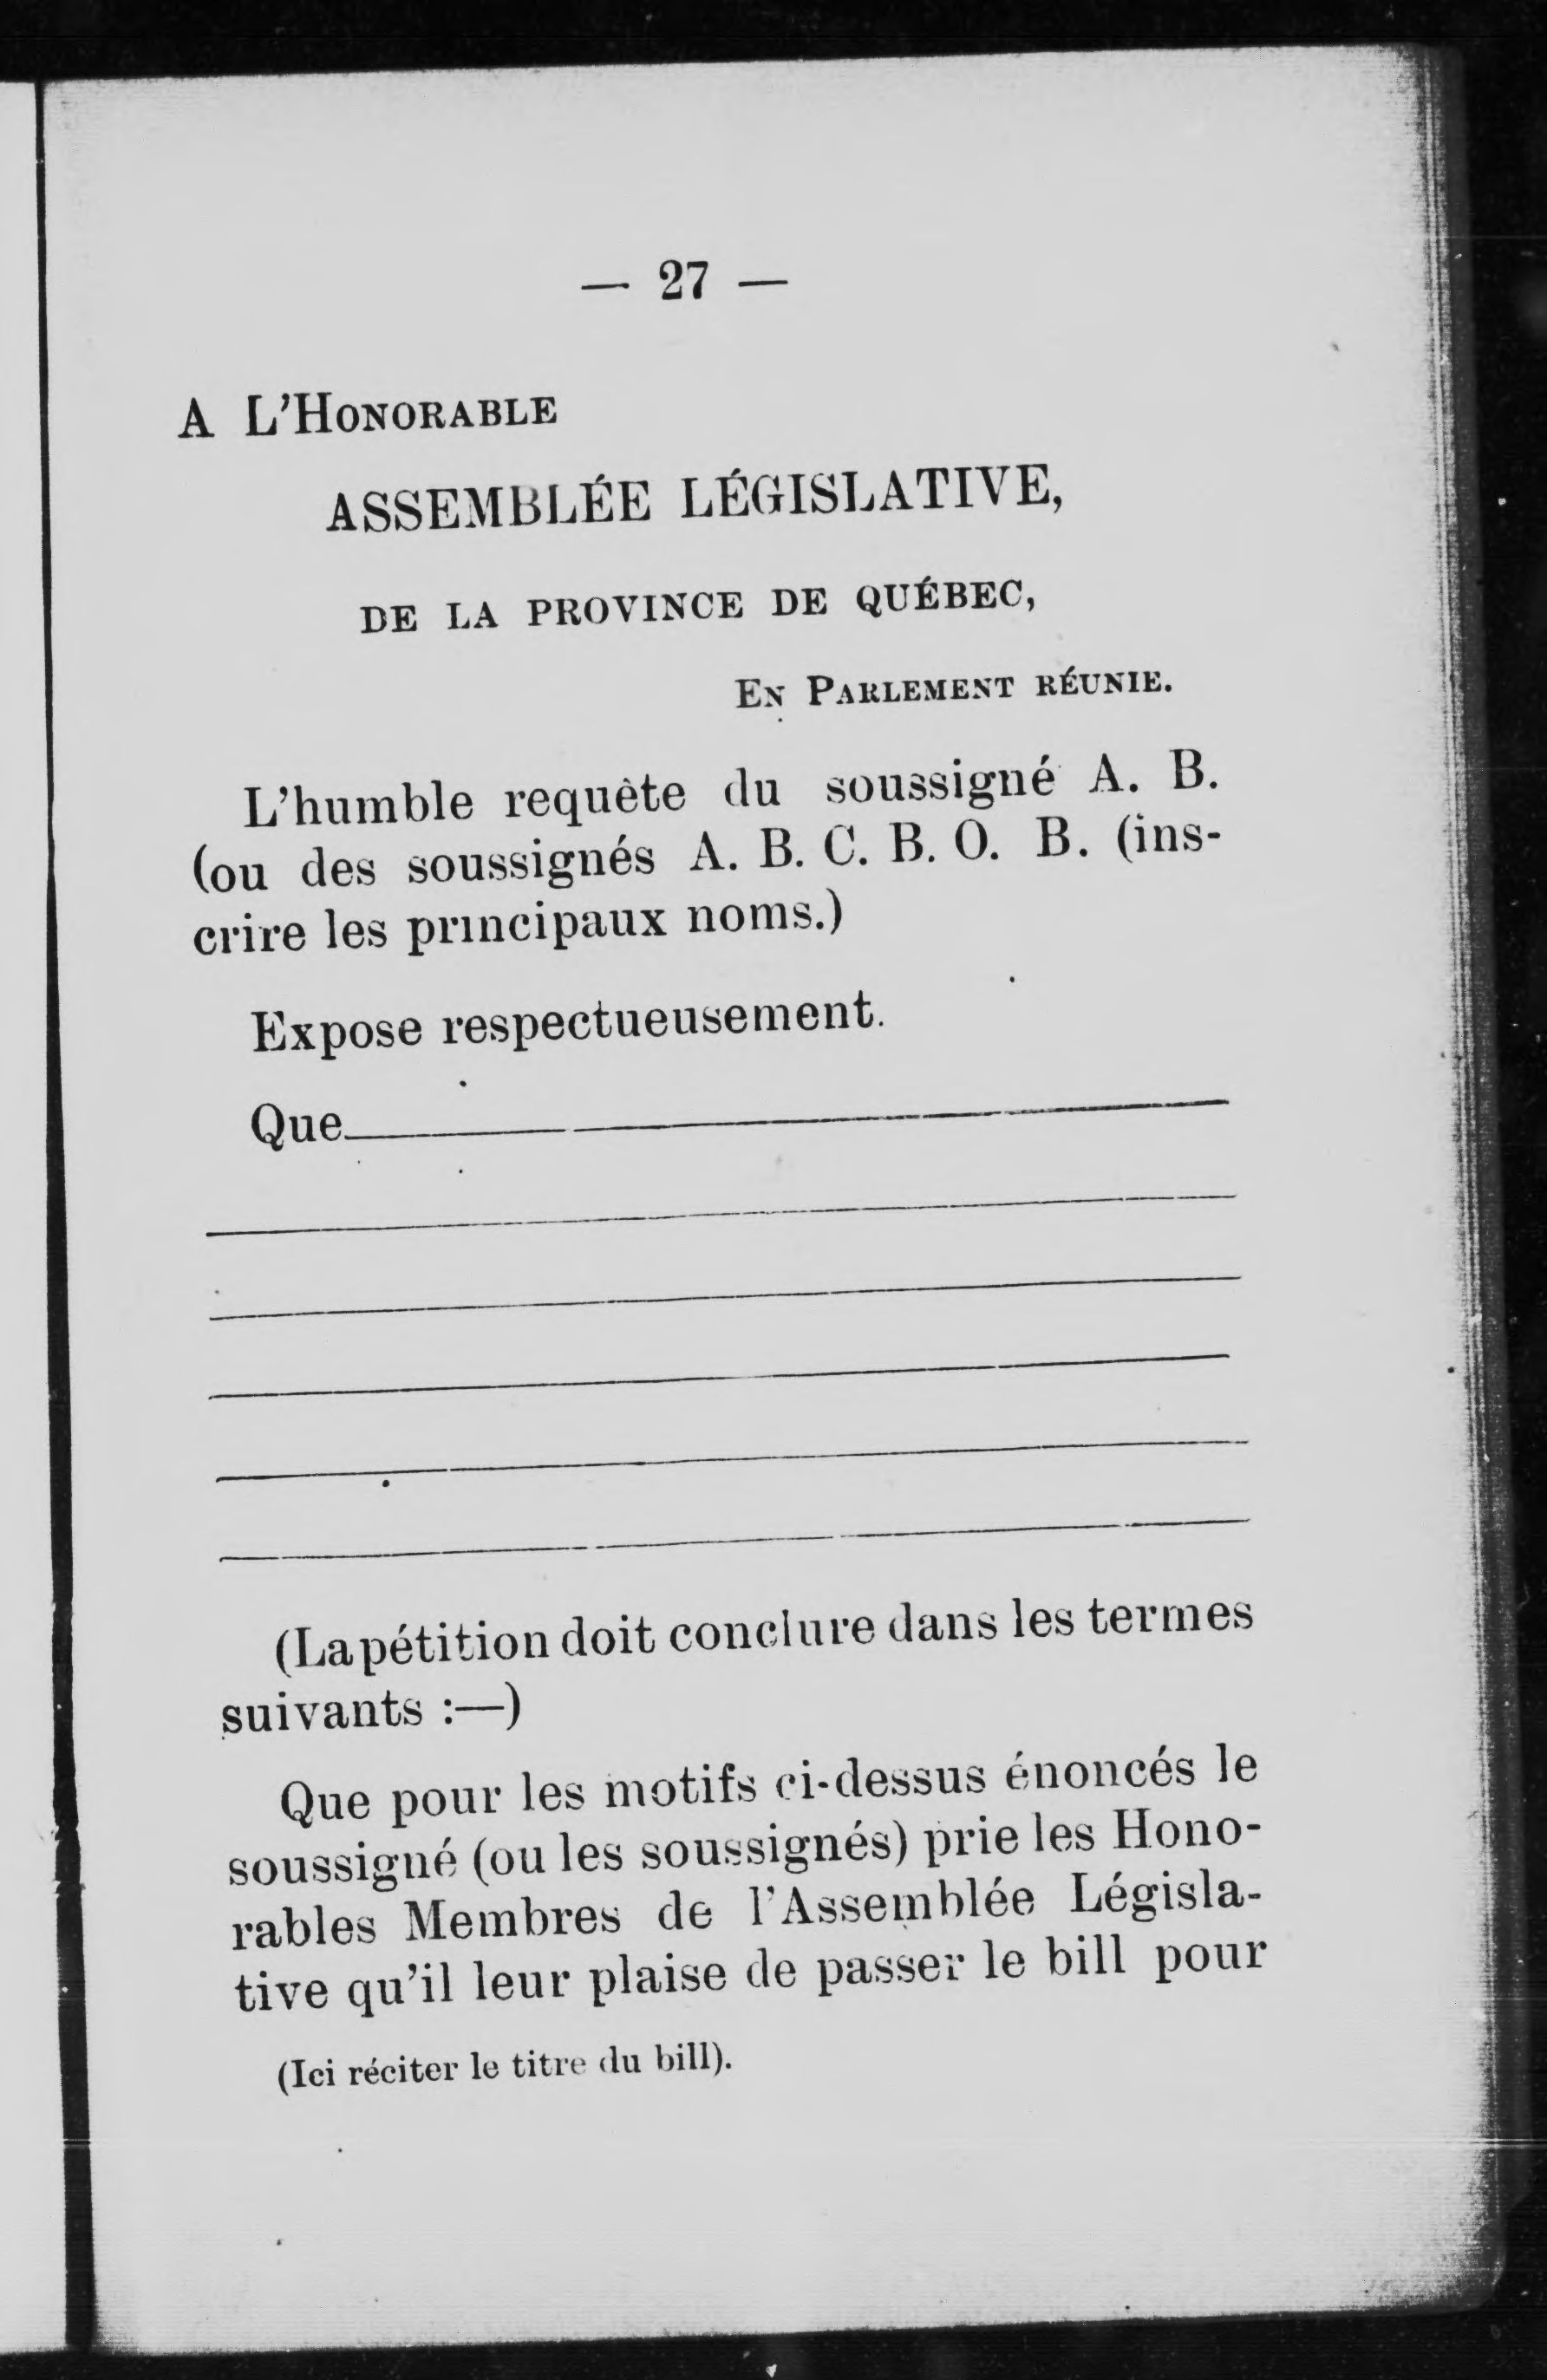 — 27 —
A L'HONORABLE
ASSEMBLÉE LÉGISLATIVE,
DE LA PROVINCE DE QUÉBEC,
EN PARLEMENT RÉUNIE.
L'humble requète du soussigné A. B.
(ou des soussignés A. B. C. B. O. B. (ins-
crire les principaux noms.)
Expose respectueusement.
Que
(La pétition doit conclure dans les termes
suivants :—)
Que pour les motifs ci-dessus énoncés le
soussigné (ou les soussignés) prie les Hono-
rables Membres de l'Assemblée Législa-
tive qu'il leur plaise de passer le bill pour
(Ici réciter le titre du bill).